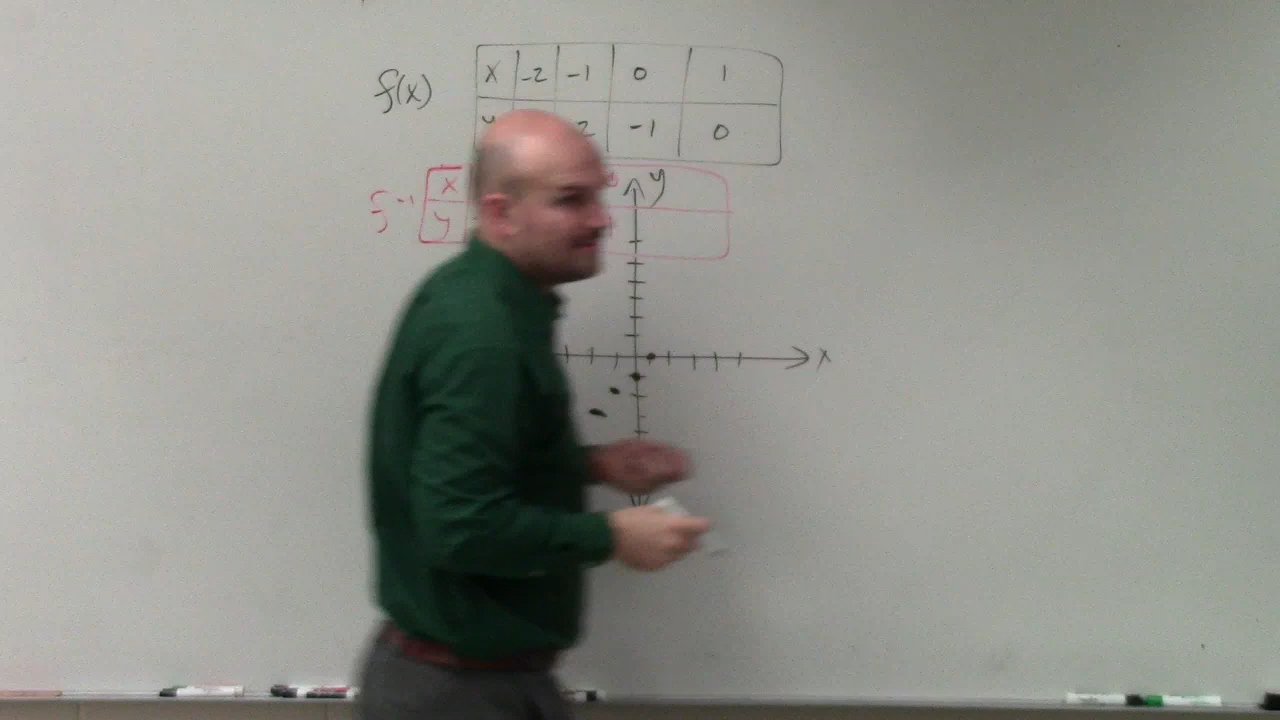 f(x) x -2 -1 0 1
y 2 -1 0
f⁻¹ x
y
y
x